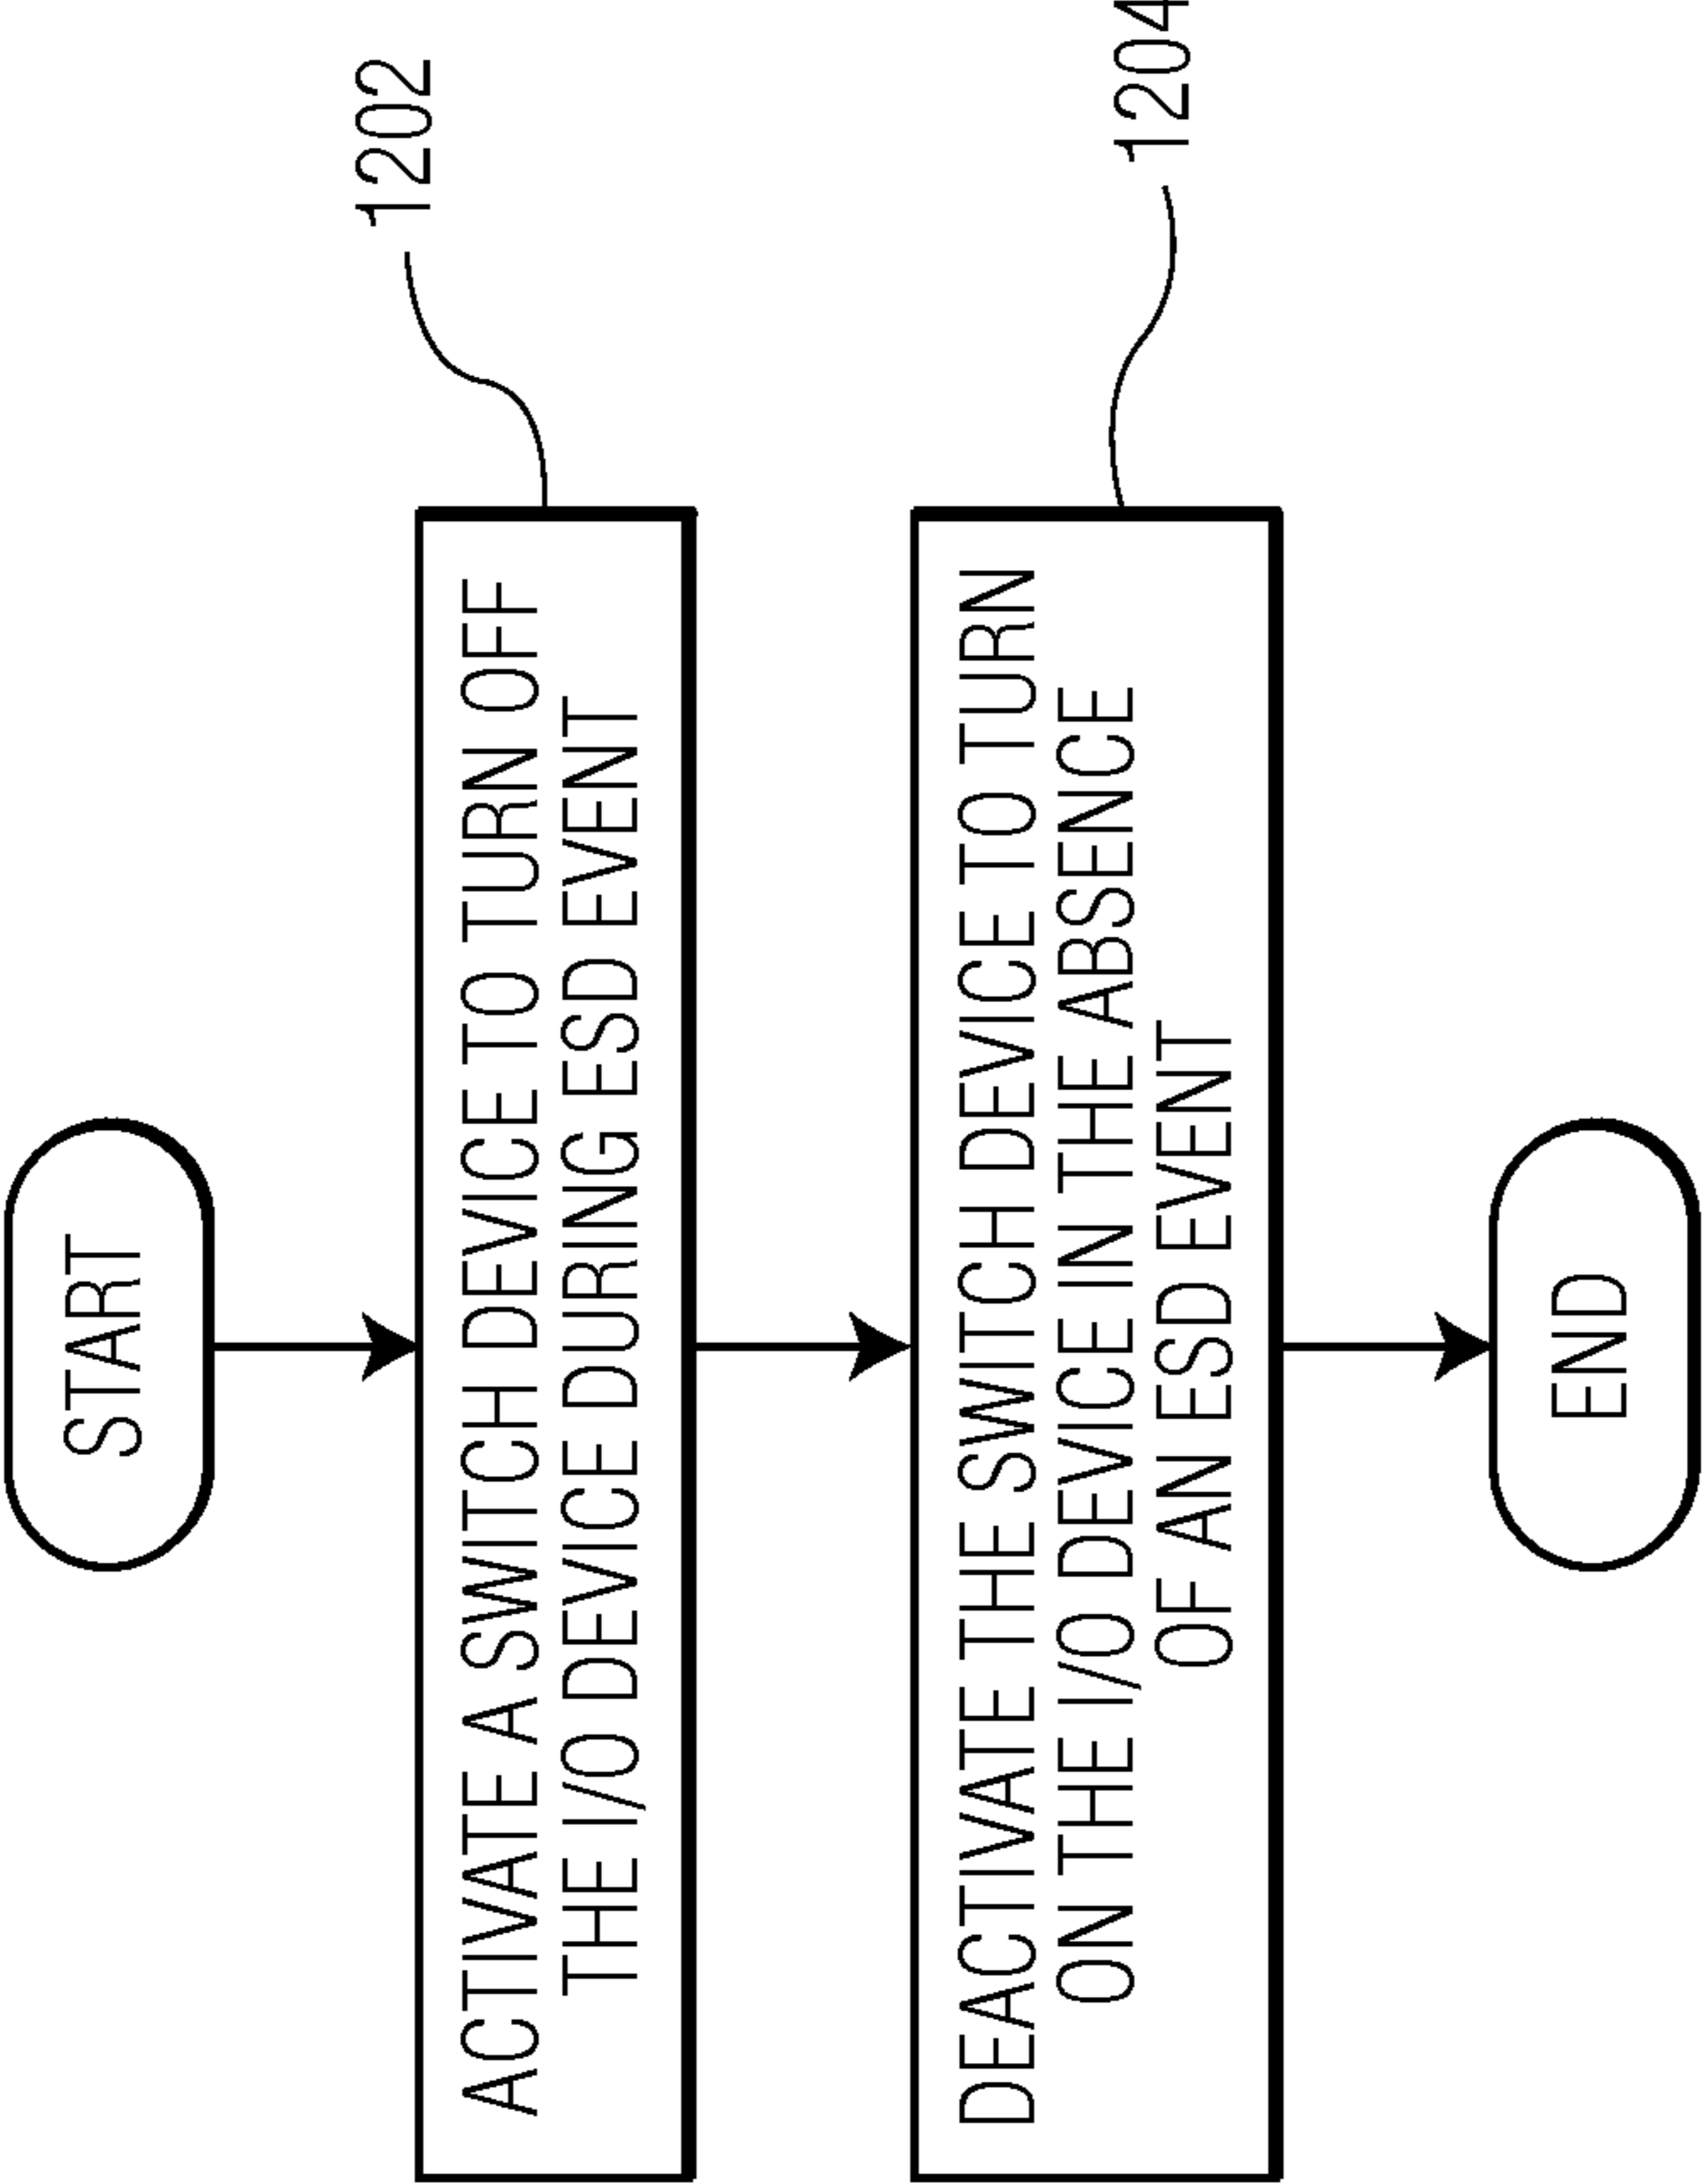 START
1202
ACTIVATE A SWITCH DEVICE TO TURN OFF
THE I/O DEVICE DURING ESD EVENT
1204
DEACTIVATE THE SWITCH DEVICE TO TURN
ON THE I/O DEVICE IN THE ABSENCE
OF AN ESD EVENT
END